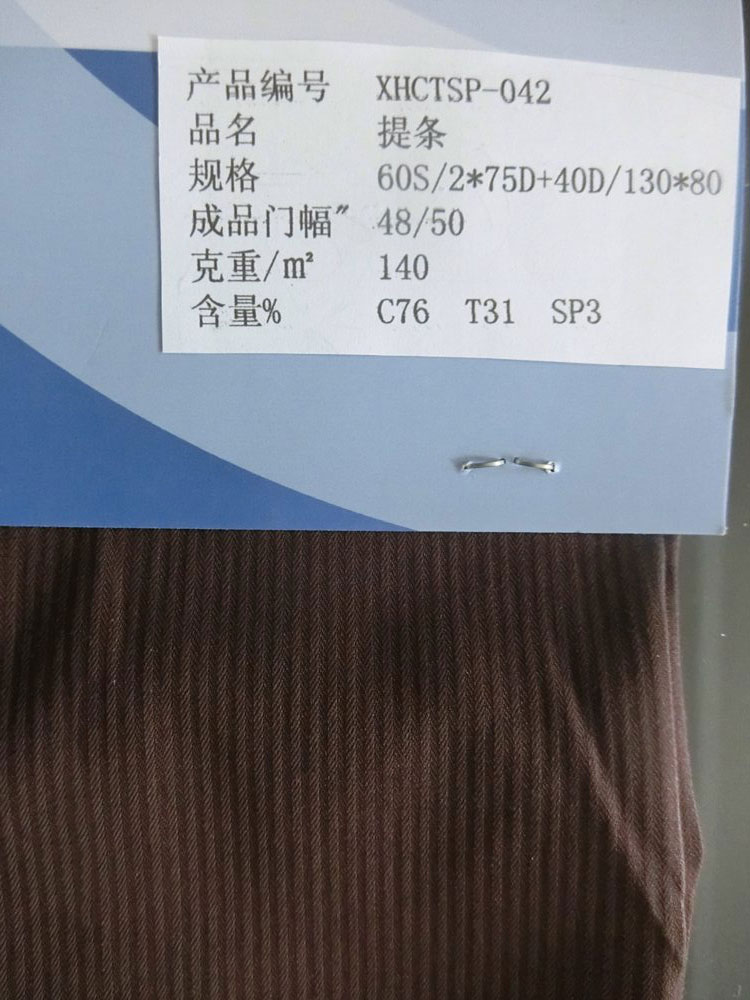 产品编号 XHCTSP-042
品名 提条
规格 60S/2*75D+40D/130*80
成品门幅″ 48/50
克重/m² 140
含量% C76 T31 SP3